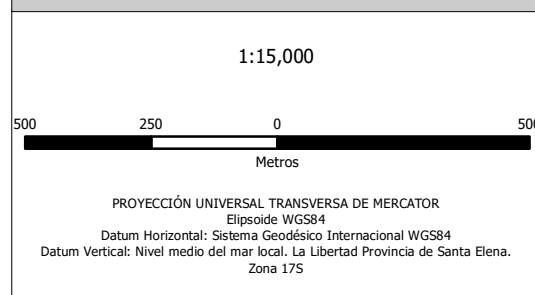 1:15,000
500 250 0 500
Metros
PROYECCIÓN UNIVERSAL TRANSVERSA DE MERCATOR
Elipsoide WGS84
Datum Horizontal: Sistema Geodésico Internacional WGS84
Datum Vertical: Nivel medio del mar local. La Libertad Provincia de Santa Elena.
Zona 17S